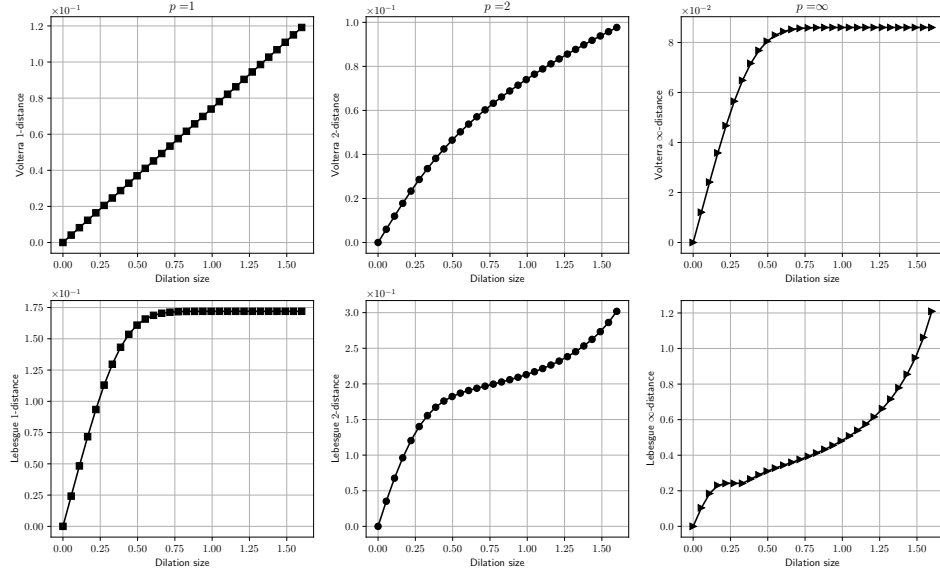 p =1
p =2
p =∞
×10⁻¹
×10⁻¹
×10⁻²
Volterra 1-distance
1.2
1.0
0.8
0.6
0.4
0.2
0.0
0.00 0.25 0.50 0.75 1.00 1.25 1.50
Dilation size
Volterra 2-distance
1.0
0.8
0.6
0.4
0.2
0.0
0.00 0.25 0.50 0.75 1.00 1.25 1.50
Dilation size
Volterra ∞-distance
8
6
4
2
0
0.00 0.25 0.50 0.75 1.00 1.25 1.50
Dilation size
×10⁻¹
Lebesgue 1-distance
1.75
1.50
1.25
1.00
0.75
0.50
0.25
0.00
0.00 0.25 0.50 0.75 1.00 1.25 1.50
Dilation size
×10⁻¹
Lebesgue 2-distance
3.0
2.0
1.0
0.0
0.00 0.25 0.50 0.75 1.00 1.25 1.50
Dilation size
Lebesgue ∞-distance
1.2
1.0
0.8
0.6
0.4
0.2
0.0
0.00 0.25 0.50 0.75 1.00 1.25 1.50
Dilation size